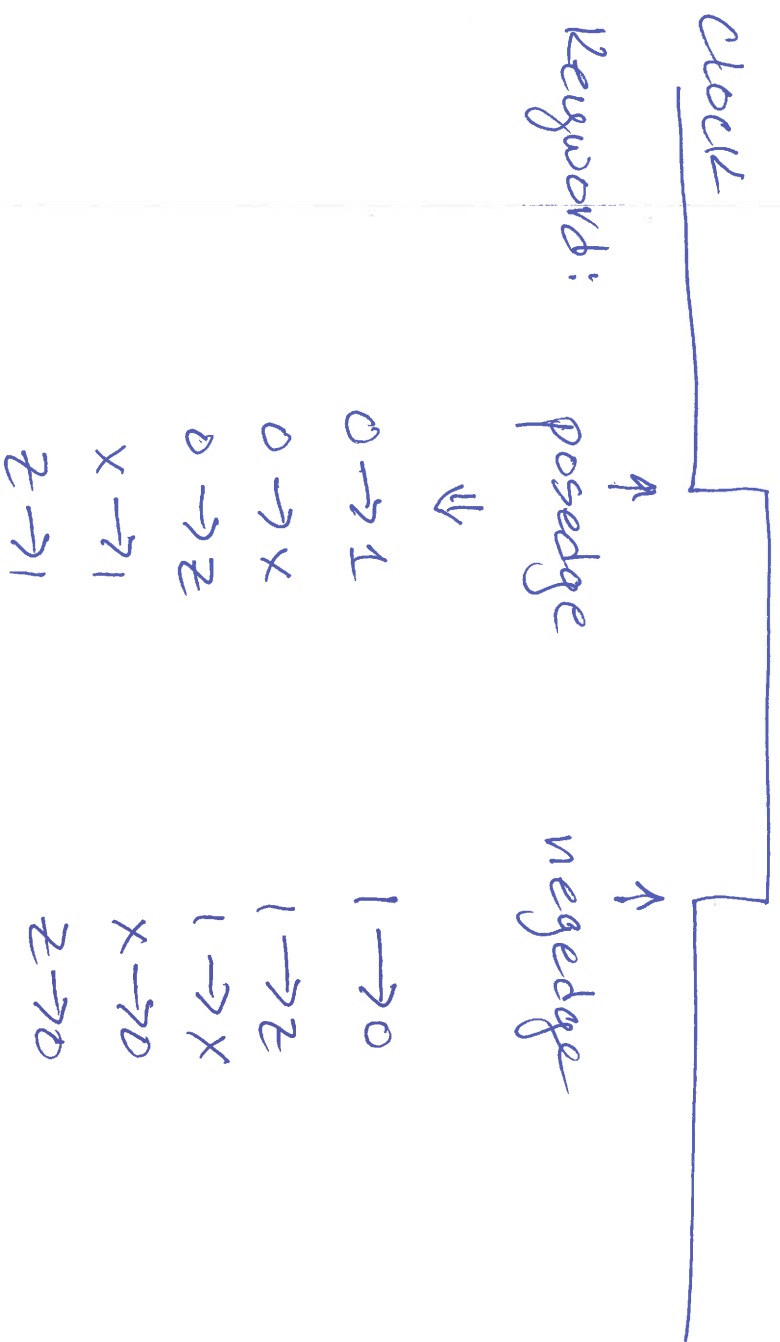 Clock
Keyword: posedge negedge
⇓
0 → 1 1 → 0
0 → X 1 → Z
0 → Z 1 → X
X → 1 X → 0
Z → 1 Z → 0